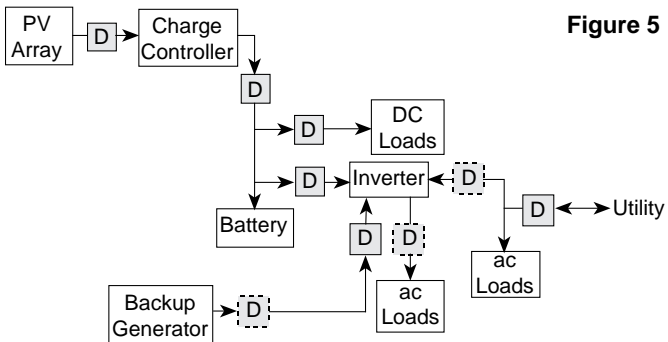 Figure 5
PV
Array
D
Charge
Controller
D
D
DC
Loads
D
Inverter
D
D
Utility
Battery
D
D
ac
Loads
ac
Loads
Backup
Generator
D